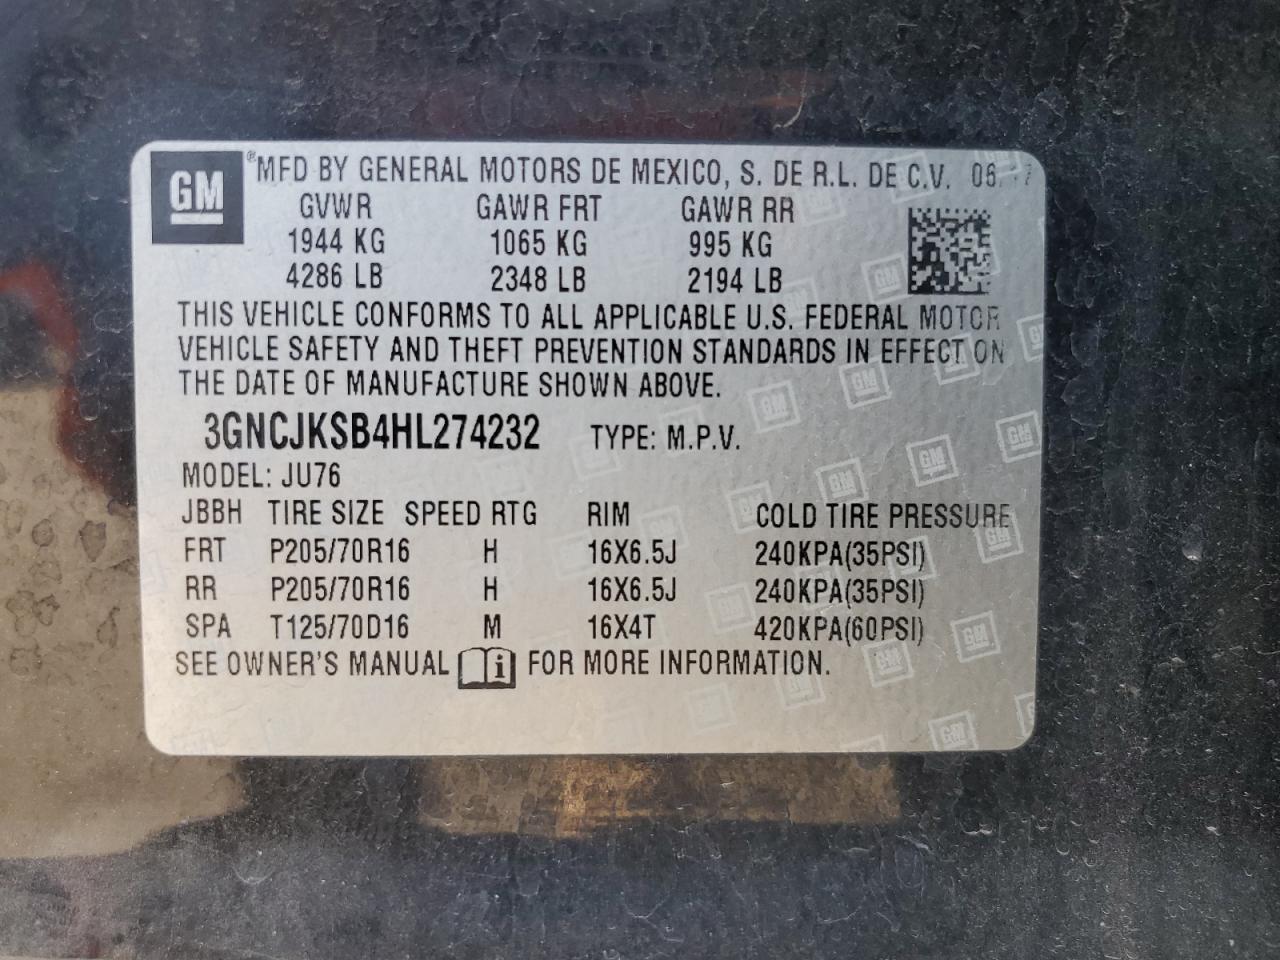 GM ® MFD BY GENERAL MOTORS DE MEXICO, S. DE R.L. DE C.V.
GVWR GAWR FRT GAWR RR
1944 KG 1065 KG 995 KG
4286 LB 2348 LB 2194 LB
THIS VEHICLE CONFORMS TO ALL APPLICABLE U.S. FEDERAL MOTOR
VEHICLE SAFETY AND THEFT PREVENTION STANDARDS IN EFFECT ON
THE DATE OF MANUFACTURE SHOWN ABOVE.
3GNCJKSB4HL274232 TYPE: M.P.V.
MODEL: JU76
JBBH TIRE SIZE SPEED RTG RIM COLD TIRE PRESSURE
FRT P205/70R16 H 16X6.5J 240KPA(35PSI)
RR P205/70R16 H 16X6.5J 240KPA(35PSI)
SPA T125/70D16 M 16X4T 420KPA(60PSI)
SEE OWNER'S MANUAL i FOR MORE INFORMATION.